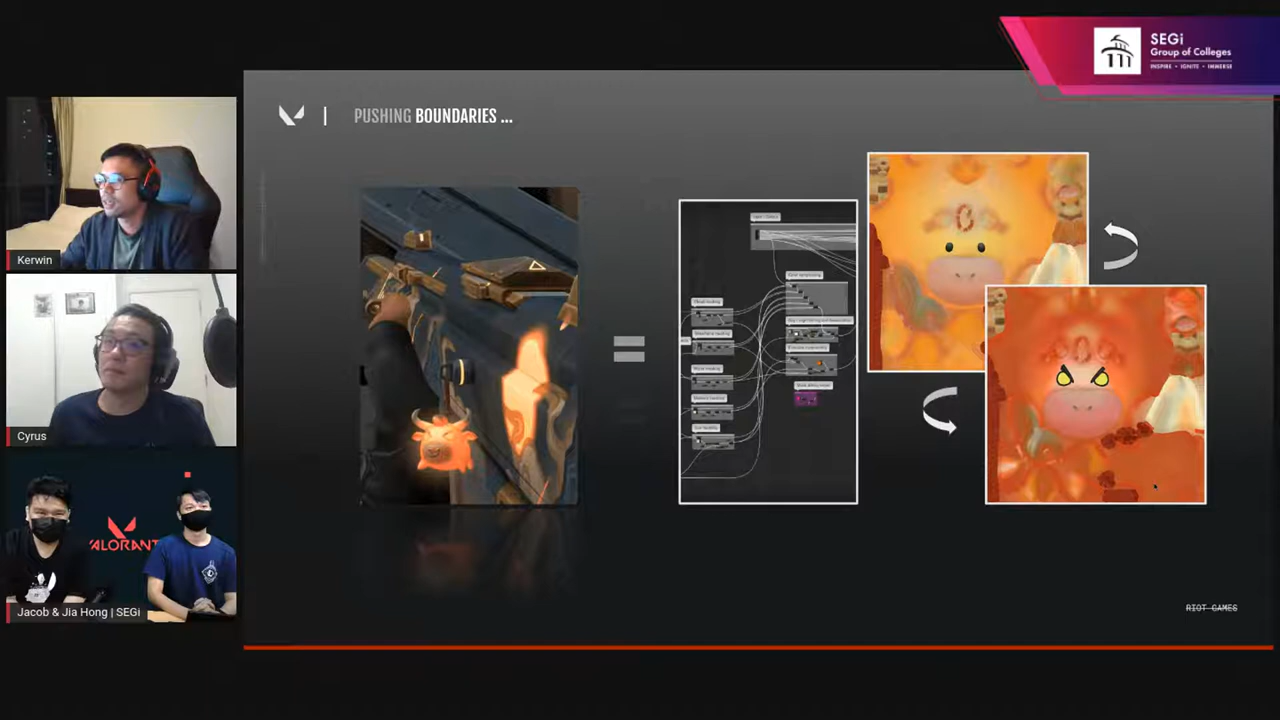 SEGi
Group of Colleges
INSPIRE • IGNITE • IMMERSE
PUSHING BOUNDARIES ...
Kerwin
Cyrus
VALORANT
Jacob & Jia Hong | SEGi
RIOT GAMES